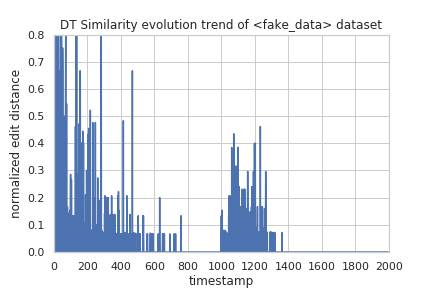 DT Similarity evolution trend of <fake_data> dataset
normalized edit distance
0.8
0.7
0.6
0.5
0.4
0.3
0.2
0.1
0.0
0 200 400 600 800 1000 1200 1400 1600 1800 2000
timestamp